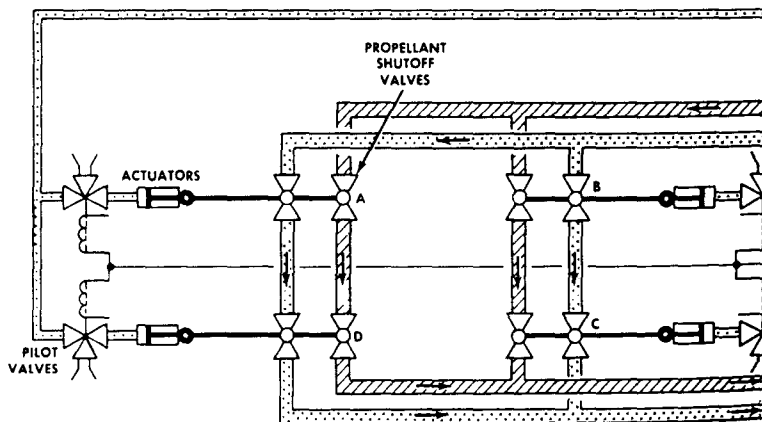 PROPELLANT
SHUTOFF
VALVES
ACTUATORS
A
B
C
D
PILOT
VALVES